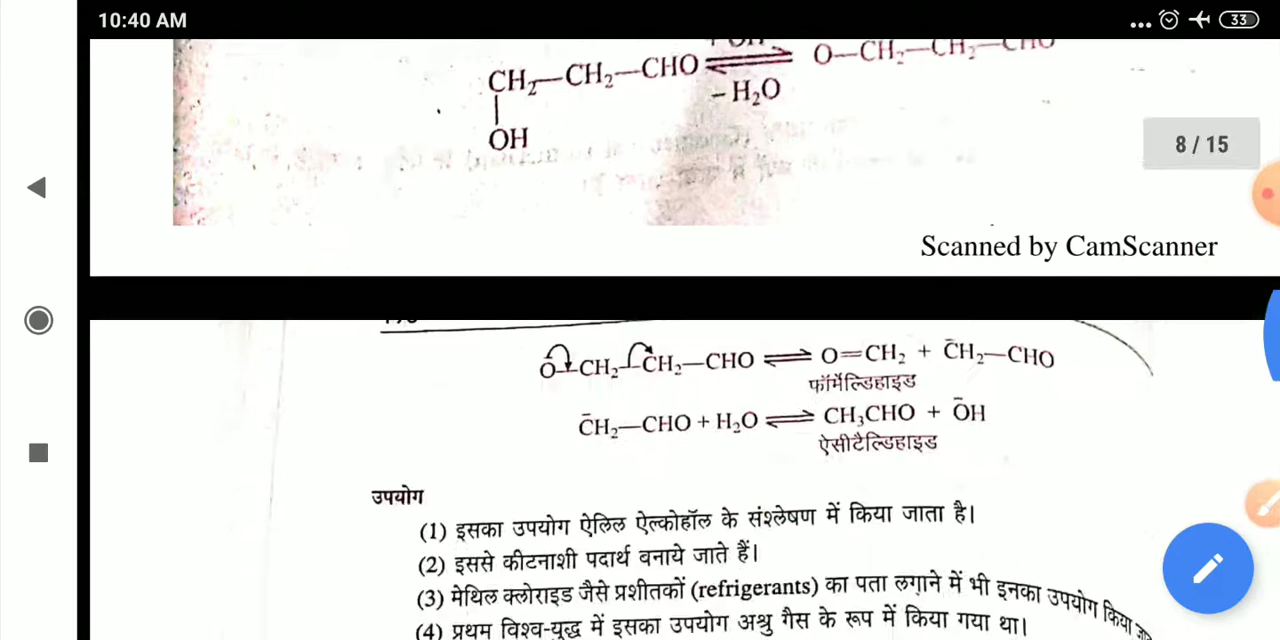 10:40 AM
33
CH₂—CH₂—CHO ⇌ O—CH₂—CH₂—CHO
– H₂O
OH
8 / 15
Scanned by CamScanner
O—CH₂—CH₂—CHO ⇌ O=CH₂ + C̄H₂—CHO
फॉर्मेल्डिहाइड
C̄H₂—CHO + H₂O ⇌ CH₃CHO + ŌH
ऐसीटैल्डिहाइड
उपयोग
(1) इसका उपयोग ऐलिल ऐल्कोहॉल के संश्लेषण में किया जाता है।
(2) इससे कीटनाशी पदार्थ बनाये जाते हैं।
(3) मेथिल क्लोराइड जैसे प्रशीतकों (refrigerants) का पता लगाने में भी इनका उपयोग किया
(4) प्रथम विश्व-युद्ध में इसका उपयोग अश्रु गैस के रूप में किया गया था।